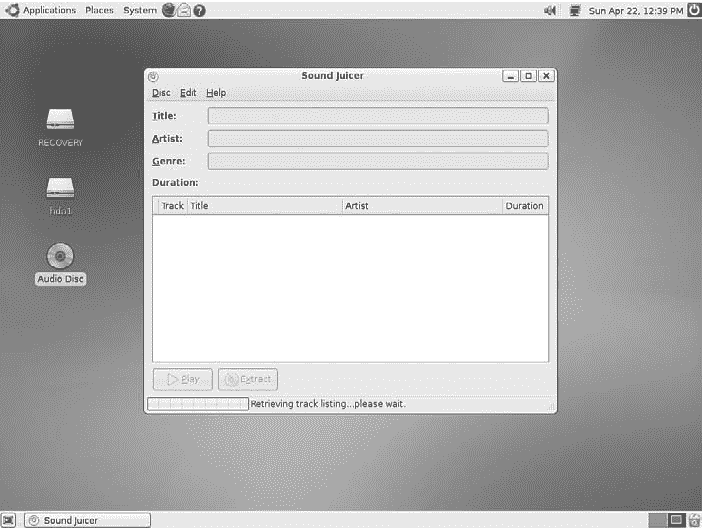 Applications Places System Sun Apr 22, 12:39 PM
Sound Juicer
Disc Edit Help
Title:
Artist:
Genre:
Duration:
Track Title Artist Duration
Play Extract
Retrieving track listing...please wait.
RECOVERY
hda1
Audio Disc
Sound Juicer